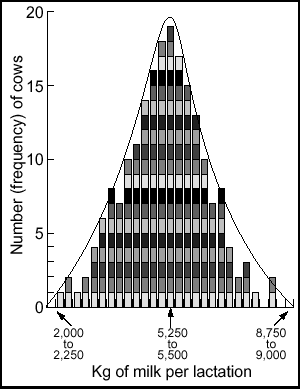 Number (frequency) of cows
20
15
10
5
0
2,000
to
2,250
5,250
to
5,500
8,750
to
9,000
Kg of milk per lactation